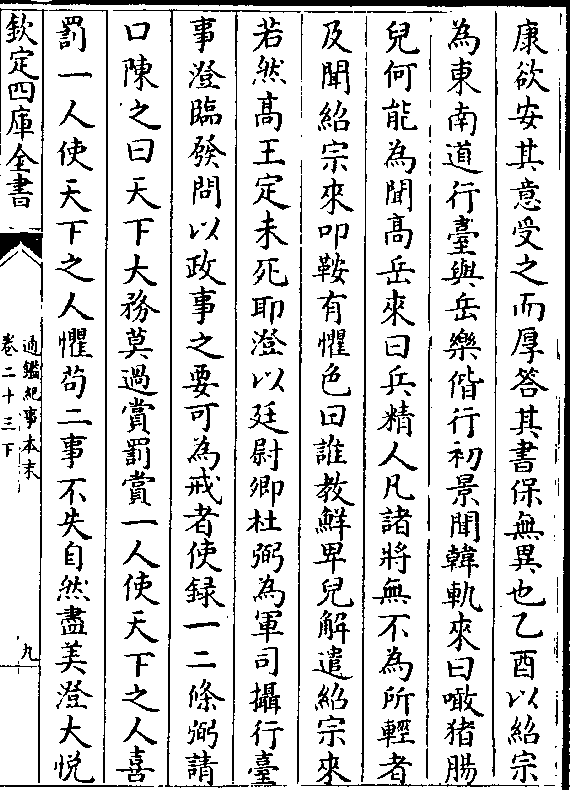 康欲安其意受之而厚答其書保無異也乙酉以紹宗
為東南道行臺與岳樂偕行初景聞韓軌來曰噉猪腸
兒何能為聞高岳來曰兵精人凡諸將無不為所輕者
及聞紹宗來叩鞍有懼色曰誰教鮮卑兒解遣紹宗來
若然高王定未死耶澄以廷尉卿杜弼為軍司攝行臺
事澄臨發問以政事之要可為戒者使録一二條弼請
口陳之曰天下大務莫過賞罰賞一人使天下之人喜
罰一人使天下之人懼苟二事不失自然盡美澄大悦
欽定四庫全書
通鑑紀事本末
卷二十三下
九